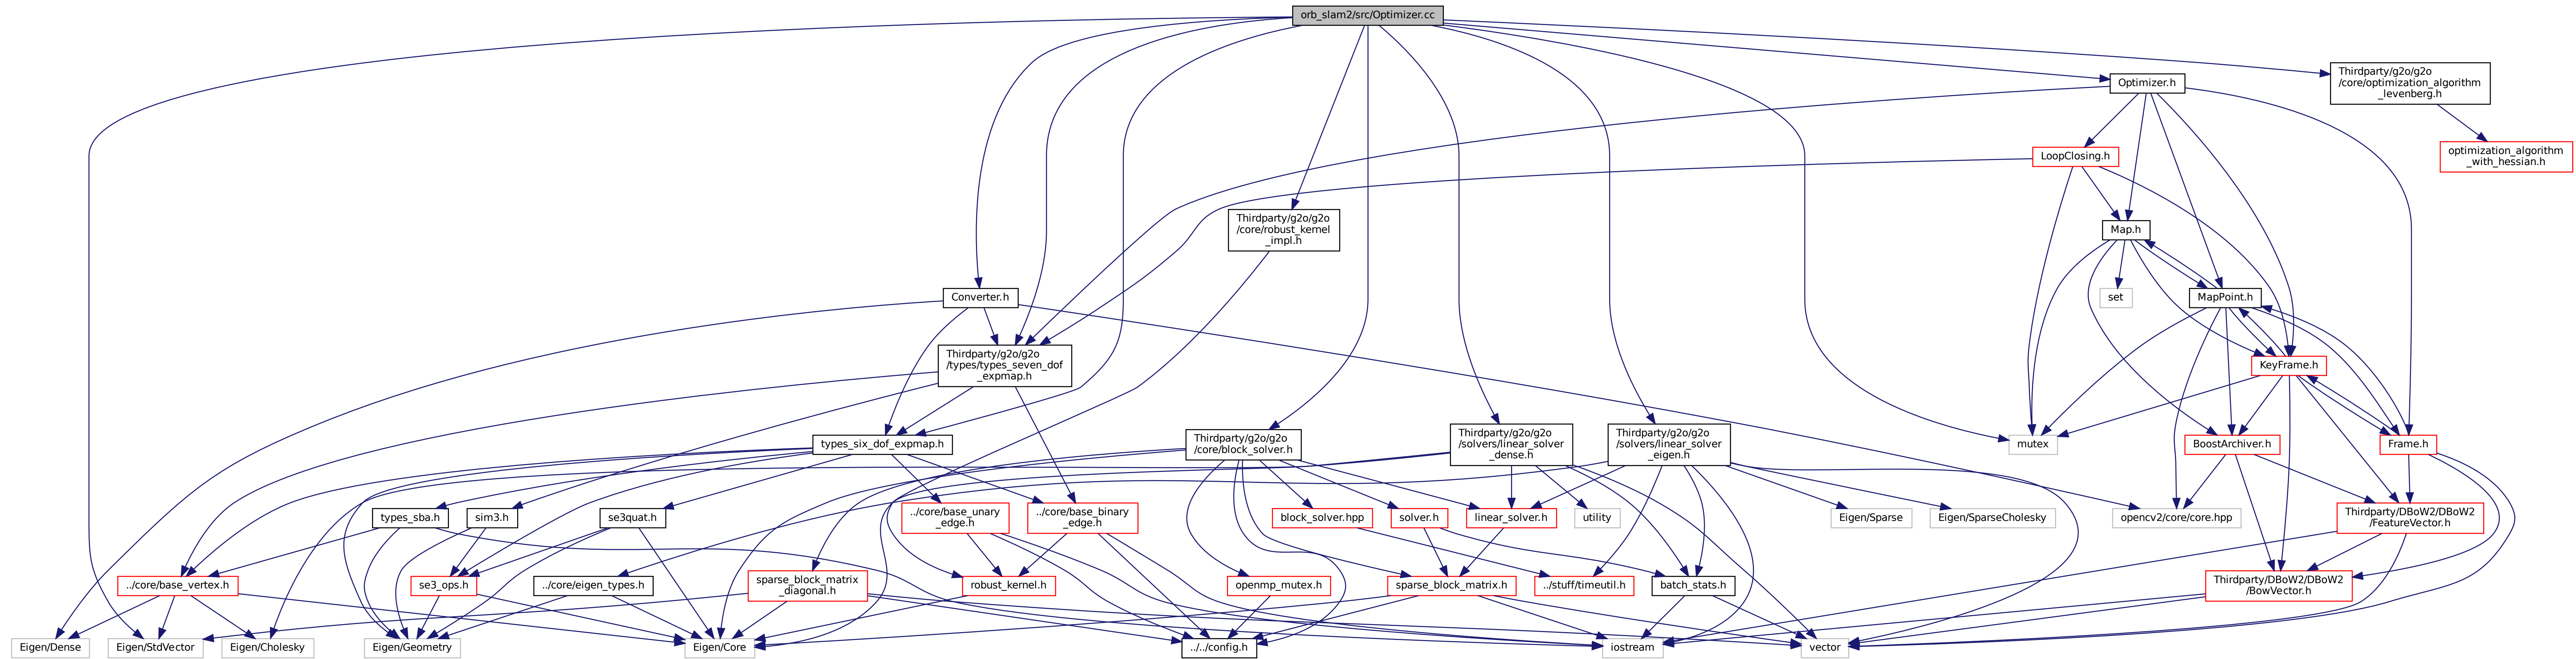 orb_slam2/src/Optimizer.cc
Thirdparty/g2o/g2o
/core/optimization_algorithm
_levenberg.h
Optimizer.h
optimization_algorithm
_with_hessian.h
LoopClosing.h
Thirdparty/g2o/g2o
/core/robust_kernel
_impl.h
Map.h
Converter.h
set
MapPoint.h
Thirdparty/g2o/g2o
/types/types_seven_dof
_expmap.h
KeyFrame.h
types_six_dof_expmap.h
Thirdparty/g2o/g2o
/core/block_solver.h
Thirdparty/g2o/g2o
/solvers/linear_solver
_dense.h
Thirdparty/g2o/g2o
/solvers/linear_solver
_eigen.h
mutex
BoostArchiver.h
Frame.h
types_sba.h
sim3.h
se3quat.h
../core/base_unary
_edge.h
../core/base_binary
_edge.h
block_solver.hpp
solver.h
linear_solver.h
utility
Eigen/Sparse
Eigen/SparseCholesky
opencv2/core/core.hpp
Thirdparty/DBoW2/DBoW2
/FeatureVector.h
../core/base_vertex.h
se3_ops.h
../core/eigen_types.h
sparse_block_matrix
_diagonal.h
robust_kernel.h
openmp_mutex.h
sparse_block_matrix.h
../stuff/timeutil.h
batch_stats.h
Thirdparty/DBoW2/DBoW2
/BowVector.h
Eigen/Dense
Eigen/StdVector
Eigen/Cholesky
Eigen/Geometry
Eigen/Core
../../config.h
iostream
vector